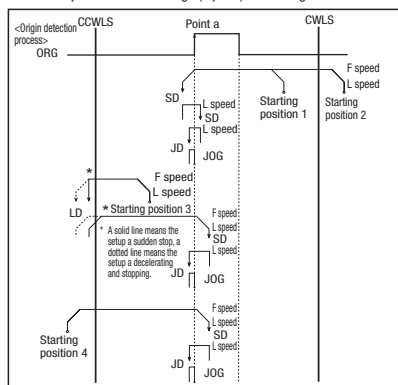 <Origin detection process>
CCWLS
Point a
CWLS
ORG
F speed
L speed
SD
L speed
SD
Starting position 1
Starting position 2
L speed
JD
JOG
*
F speed
L speed
LD
* Starting position 3
F speed
L speed
SD
* A solid line means the
setup a sudden stop, a
dotted line means the
setup a decelerating
and stopping.
L speed
JD
JOG
F speed
L speed
SD
Starting position 4
L speed
JD
JOG